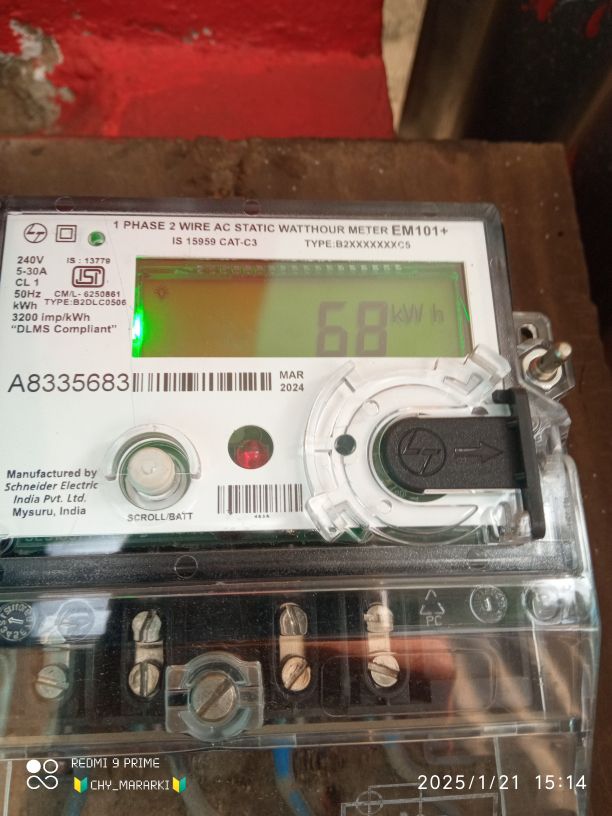 1 PHASE 2 WIRE AC STATIC WATTHOUR METER EM101+
IS 15959 CAT-C3 TYPE:B2XXXXXXXC5
240V
5-30A
CL 1
50Hz
kWh
3200 imp/kWh
"DLMS Compliant"
IS : 13779
ISI
CM/L- 6250861
TYPE:B2DLC0506
68 kWh
A8335683
MAR
2024
Manufactured by
Schneider Electric
India Pvt. Ltd.
Mysuru, India
SCROLL/BATT
PC
REDMI 9 PRIME
CHY_MARARKI
2025/1/21 15:14